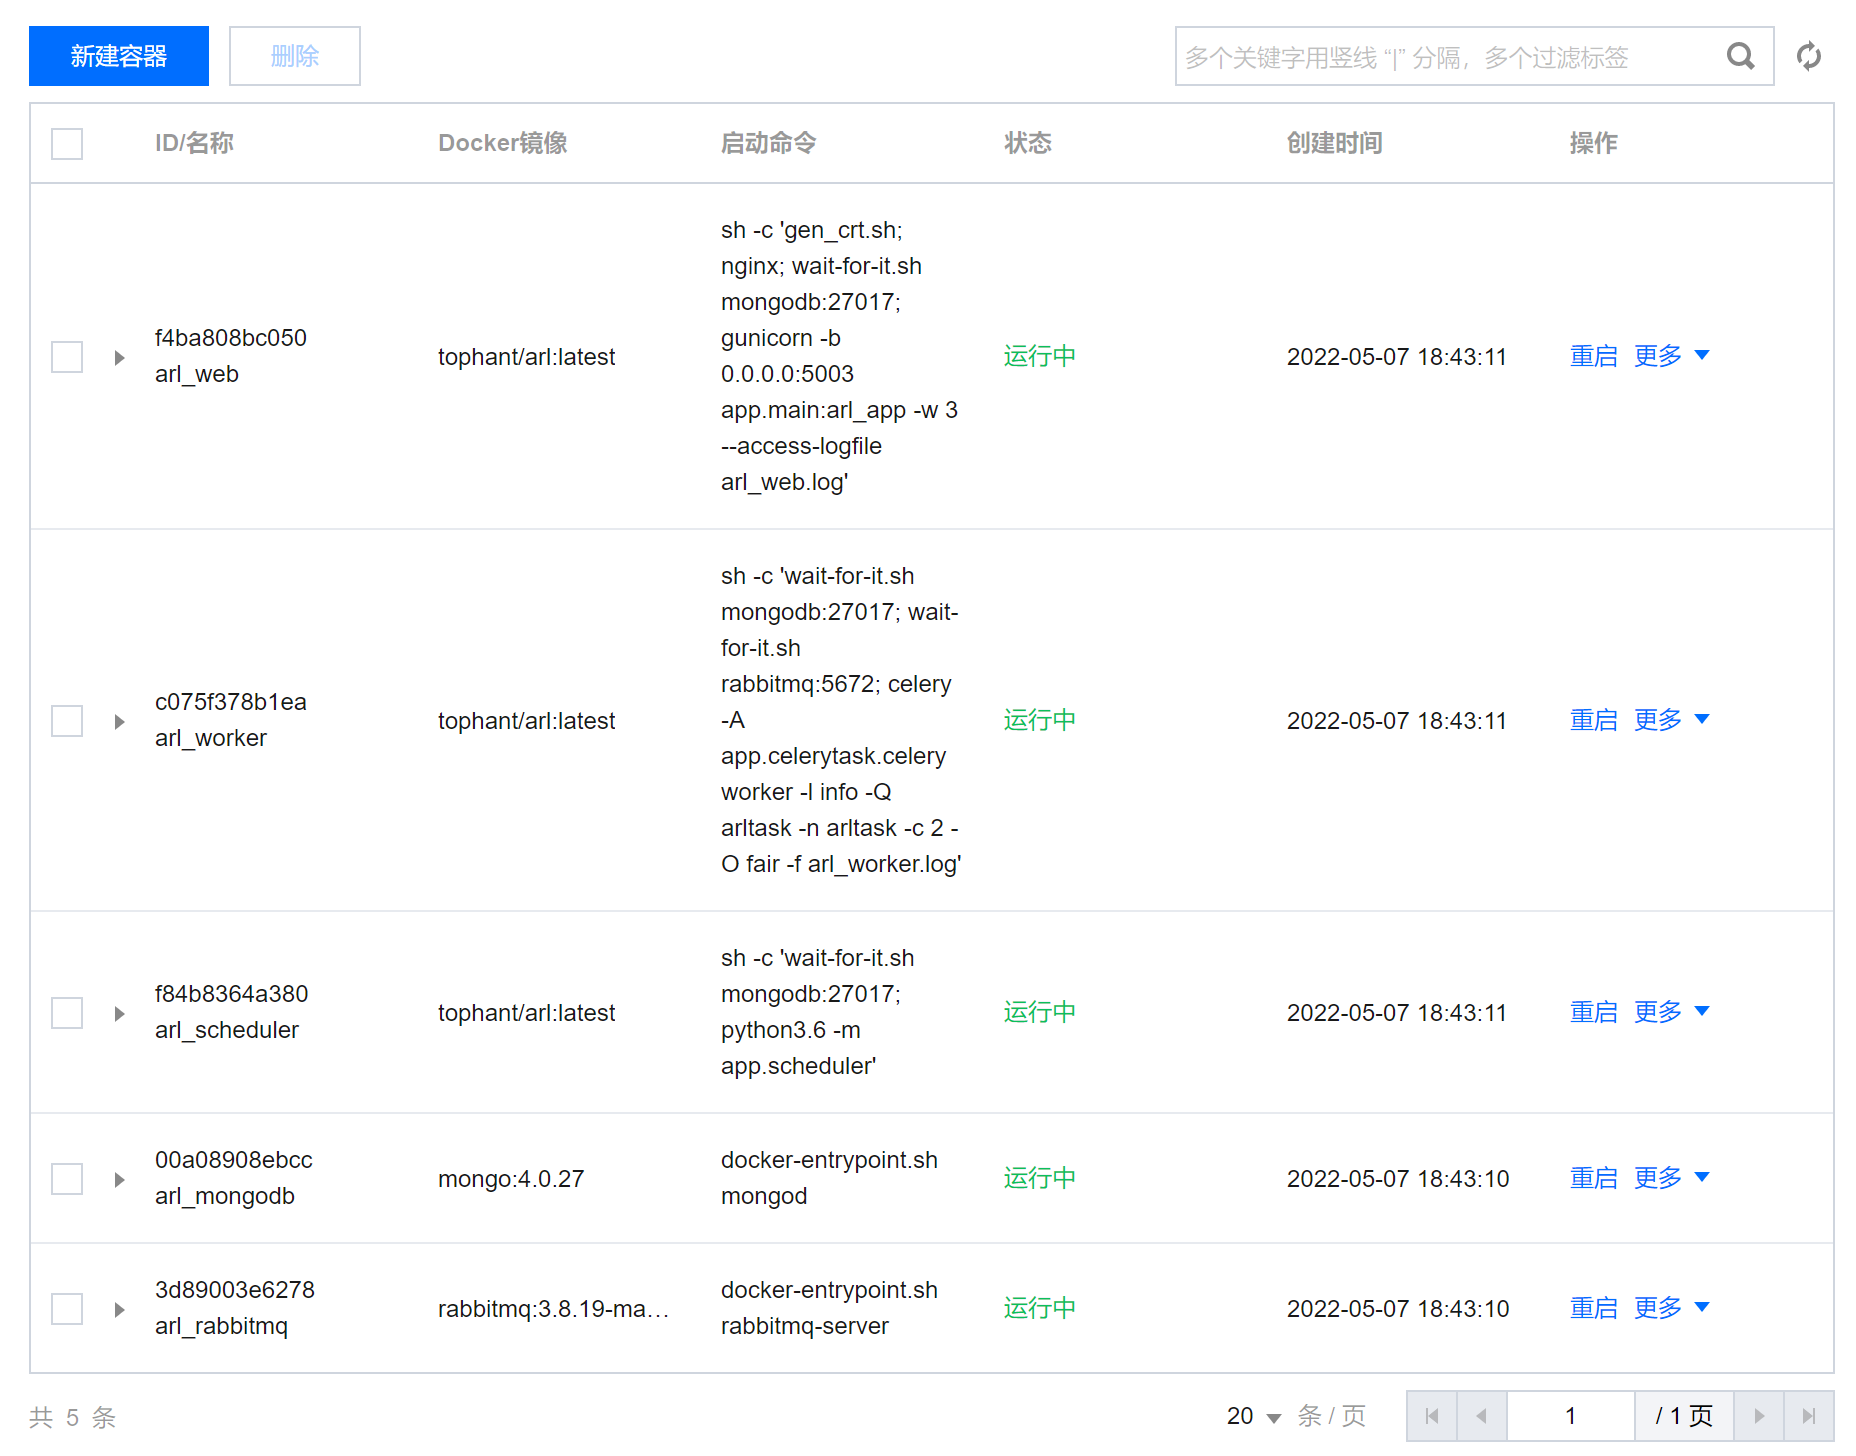 新建容器 删除 多个关键字用竖线 “|” 分隔，多个过滤标签
ID/名称 Docker镜像 启动命令 状态 创建时间 操作
f4ba808bc050
arl_web
tophant/arl:latest
sh -c 'gen_crt.sh;
nginx; wait-for-it.sh
mongodb:27017;
gunicorn -b
0.0.0.0:5003
app.main:arl_app -w 3
--access-logfile
arl_web.log'
运行中
2022-05-07 18:43:11
重启 更多
c075f378b1ea
arl_worker
tophant/arl:latest
sh -c 'wait-for-it.sh
mongodb:27017; wait-
for-it.sh
rabbitmq:5672; celery
-A
app.celerytask.celery
worker -l info -Q
arltask -n arltask -c 2 -
O fair -f arl_worker.log'
运行中
2022-05-07 18:43:11
重启 更多
f84b8364a380
arl_scheduler
tophant/arl:latest
sh -c 'wait-for-it.sh
mongodb:27017;
python3.6 -m
app.scheduler'
运行中
2022-05-07 18:43:11
重启 更多
00a08908ebcc
arl_mongodb
mongo:4.0.27
docker-entrypoint.sh
mongod
运行中
2022-05-07 18:43:10
重启 更多
3d89003e6278
arl_rabbitmq
rabbitmq:3.8.19-ma…
docker-entrypoint.sh
rabbitmq-server
运行中
2022-05-07 18:43:10
重启 更多
共 5 条 20 条 / 页 1 / 1 页